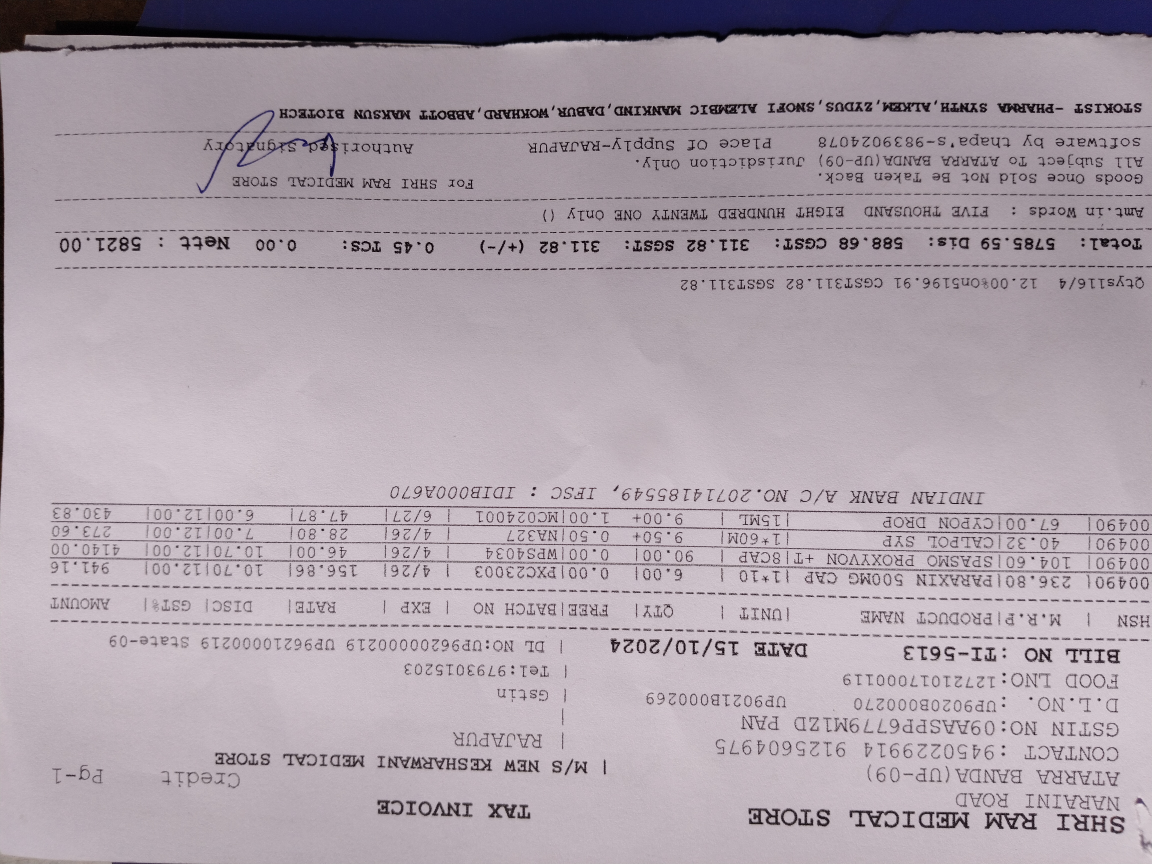 SHRI RAM MEDICAL STORE
NARAINI ROAD
ATARRA BANDA(UP-09)
CONTACT :9450229914 9125604975
GSTIN NO:09AASPP6779M1ZD PAN
D.L.NO. :UP9020B000270 UP9021B000269
FOOD LNO:12721017000119
BILL NO :TI-5613 DATE 15/10/2024
TAX INVOICE
Credit Pg-1
| M/S NEW KESHARWANI MEDICAL STORE
| RAJAPUR
|
| Gstin
| Tel:9793015203
| DL NO:UP96200000219 UP96210000219 State-09
HSN | M.R.P|PRODUCT NAME |UNIT | QTY| FREE|BATCH NO | EXP | RATE| DISC| GST%| AMOUNT
00490| 236.80|PARAXIN 500MG CAP |1*10 | 6.00| 0.00|PXC23003 | 4/26| 156.86| 10.70|12.00| 941.16
00490| 104.60|SPASMO PROXYVON +T|8CAP | 90.00| 0.00|WPS4034 | 4/26| 46.00| 10.70|12.00| 4140.00
00490| 40.32|CALPOL SYP |1*60M| 9.50+ 0.50|NA327 | 4/26| 28.80| 7.00|12.00| 273.60
00490| 67.00|CYPON DROP |15ML | 9.00+ 1.00|MC024001 | 6/27| 47.87| 6.00|12.00| 430.83
INDIAN BANK A/C NO.20714185549, IFSC : IDIB000A670
Qtys116/4 12.00%On5196.91 CGST311.82 SGST311.82
Total: 5785.59 Dis: 588.68 CGST: 311.82 SGST: 311.82 (+/-) 0.45 TCS: 0.00 Nett : 5821.00
Amt.in Words : FIVE THOUSAND EIGHT HUNDRED TWENTY ONE Only ()
Goods Once Sold Not Be Taken Back. For SHRI RAM MEDICAL STORE
All Subject To ATARRA BANDA(UP-09) Jurisdiction Only.
software by thapa's-9839024078 Place Of Supply-RAJAPUR Authorised Signatory
STOKIST -PHARMA SYNTH,ALKEM,ZYDUS,SNOFI ALEMBIC MANKIND,DABUR,WOKHARD,ABBOTT MAKSUN BIOTECH